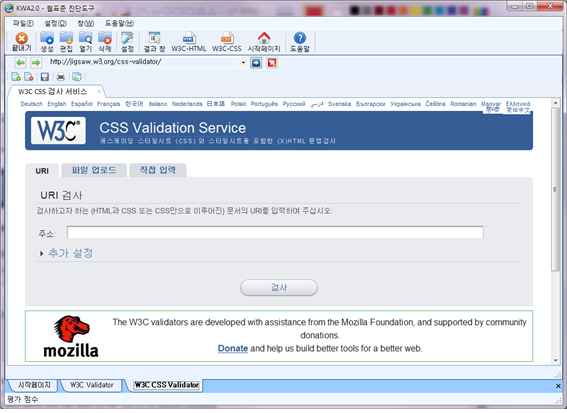 KWA2.0 - 웹표준 진단도구
파일(F) 설정(O) 창(W) 도움말(H)
끝내기 생성 편집 열기 삭제 설정 결과 창 W3C-HTML W3C-CSS 시작페이지 도움말
http://jigsaw.w3.org/css-validator/
W3C CSS 검사 서비스
Deutsch English Español Français 한국어 Italiano Nederlands 日本語 Polski Português Русский فارسی Svenska Български Українська Čeština Romanian Magyar Ελληνικά
हिन्दी 简体中文
W3C® CSS Validation Service
캐스케이딩 스타일시트 (CSS) 와 스타일시트를 포함한 (X)HTML 문법검사
URI 파일 업로드 직접 입력
URI 검사
검사하고자 하는 (HTML과 CSS 또는 CSS만으로 이루어진) 문서의 URI를 입력하여 주십시오:
주소:
추가 설정
검사
The W3C validators are developed with assistance from the Mozilla Foundation, and supported by community
donations.
Donate and help us build better tools for a better web.
mozilla
시작페이지 W3C Validator W3C CSS Validator
평가 점수